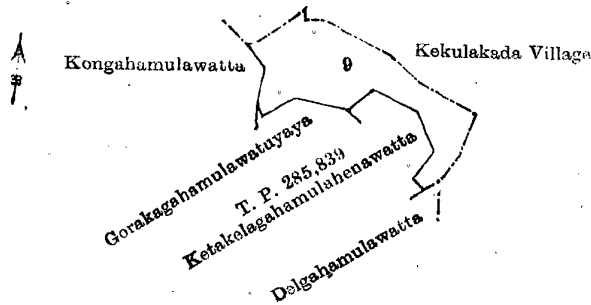 Kongahamulawatta
9
Kekulakada Village
Gorakagahamulawatuyaya
T. P. 285,839
Ketakelagahamulahenawatta
Delgahamulawatta